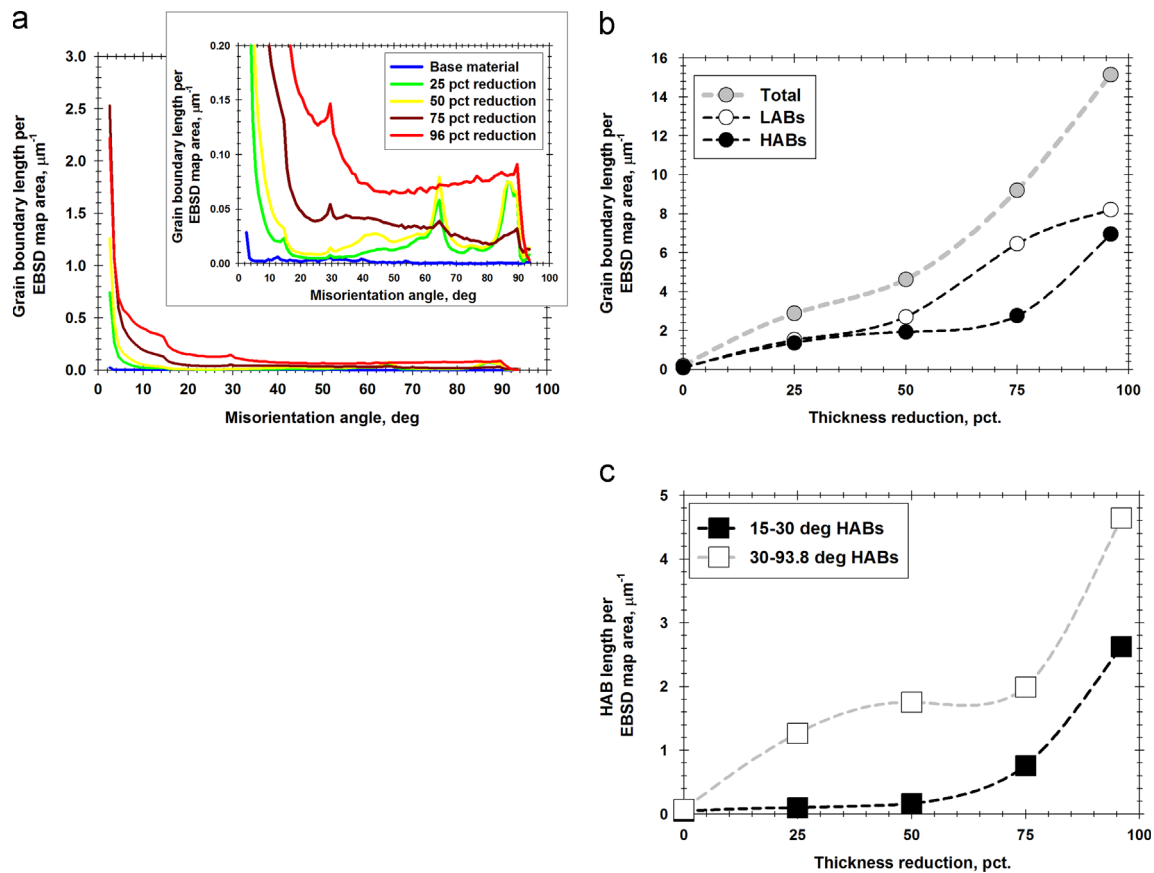 a
Grain boundary length per
EBSD map area, μm-1
3.0
2.5
2.0
1.5
1.0
0.5
0.0
0 10 20 30 40 50 60 70 80 90 100
Misorientation angle, deg
Grain boundary length per
EBSD map area, μm-1
0.20
0.15
0.10
0.05
0.00
0 10 20 30 40 50 60 70 80 90 100
Misorientation angle, deg
Base material
25 pct reduction
50 pct reduction
75 pct reduction
96 pct reduction
b
Grain boundary length per
EBSD map area, μm-1
16
14
12
10
8
6
4
2
0
0 25 50 75 100
Thickness reduction, pct.
Total
LABs
HABs
c
HAB length per
EBSD map area, μm-1
5
4
3
2
1
0
0 25 50 75 100
Thickness reduction, pct.
15-30 deg HABs
30-93.8 deg HABs